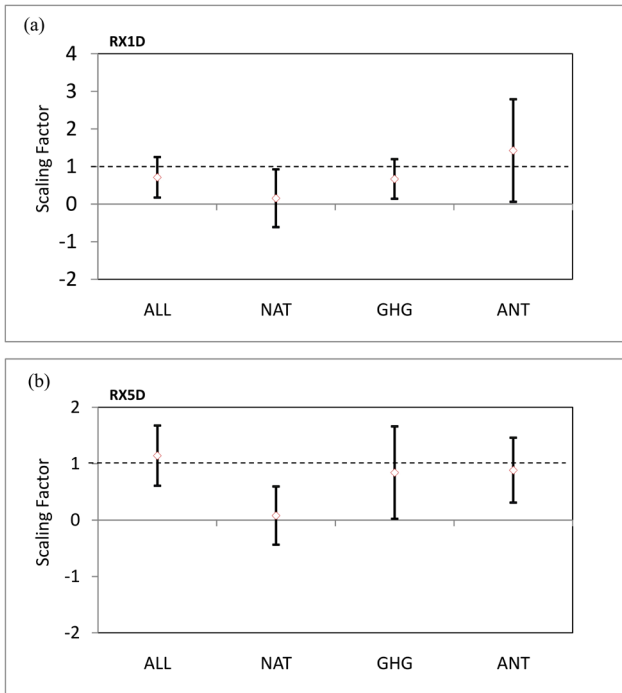 (a)
RX1D
4
3
2
1
0
-1
-2
Scaling Factor
ALL NAT GHG ANT
(b)
RX5D
2
1
0
-1
-2
Scaling Factor
ALL NAT GHG ANT